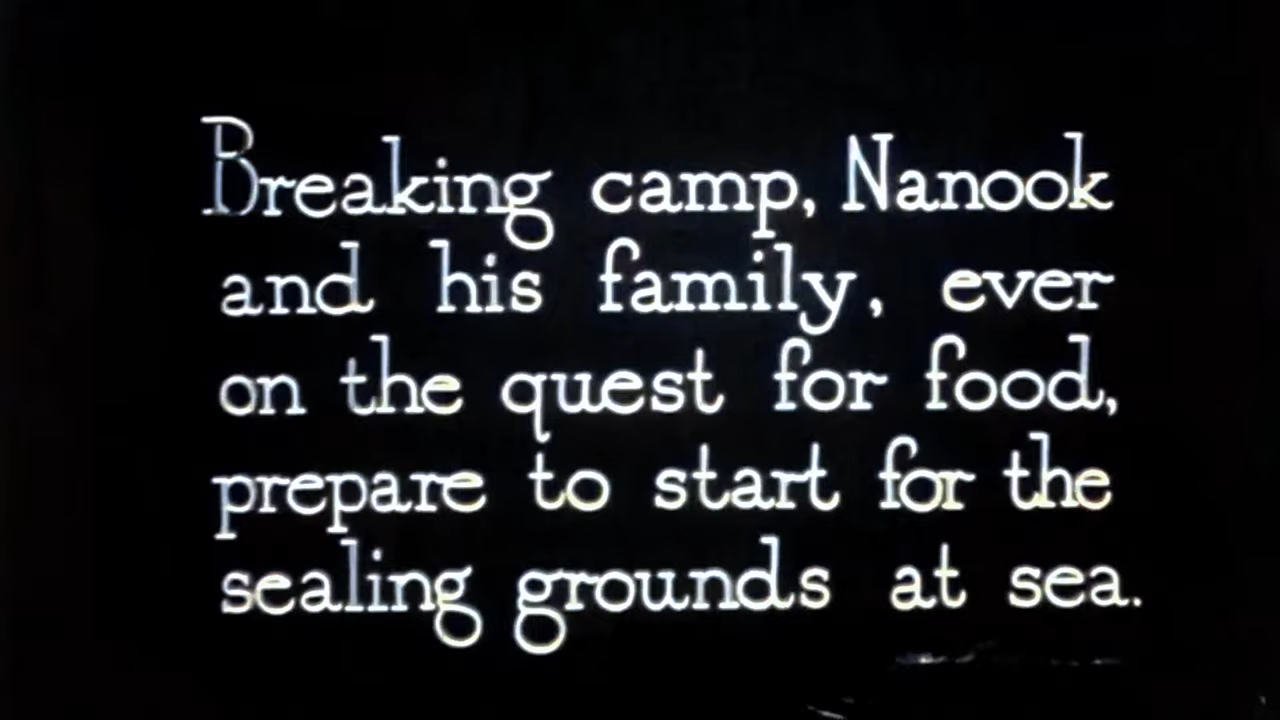 Breaking camp, Nanook
and his family, ever
on the quest for food,
prepare to start for the
sealing grounds at sea.